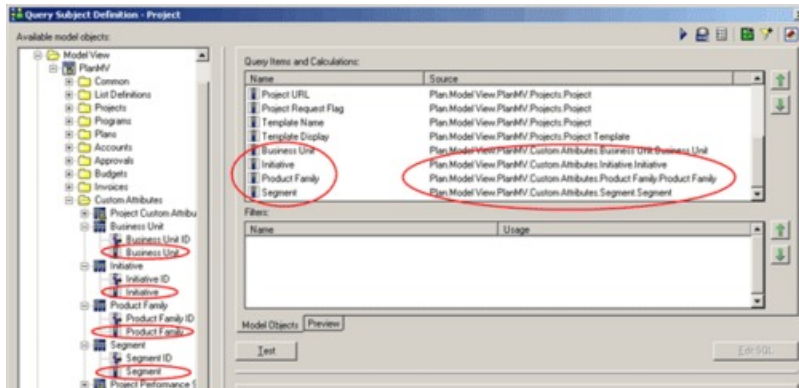 Query Subject Definition - Project
Available model objects:
Model View
PlanMV
Common
List Definitions
Projects
Programs
Plans
Accounts
Approvals
Budgets
Invoices
Custom Attributes
Project Custom Attribu
Business Unit
Business Unit ID
Business Unit
Initiative
Initiative ID
Initiative
Product Family
Product Family ID
Product Family
Segment
Segment ID
Segment
Project Performance S
Query Items and Calculations:
Name Source
Project URL Plan.Model View.PlanMV.Projects.Project
Project Request Flag Plan.Model View.PlanMV.Projects.Project
Template Name Plan.Model View.PlanMV.Projects.Project
Template Display Plan.Model View.PlanMV.Projects.Project Template
Business Unit Plan.Model View.PlanMV.Custom Attributes.Business Unit.Business Unit
Initiative Plan.Model View.PlanMV.Custom Attributes.Initiative.Initiative
Product Family Plan.Model View.PlanMV.Custom Attributes.Product Family.Product Family
Segment Plan.Model View.PlanMV.Custom Attributes.Segment.Segment
Filters:
Name Usage
Model Objects Preview
Test Edit SQL